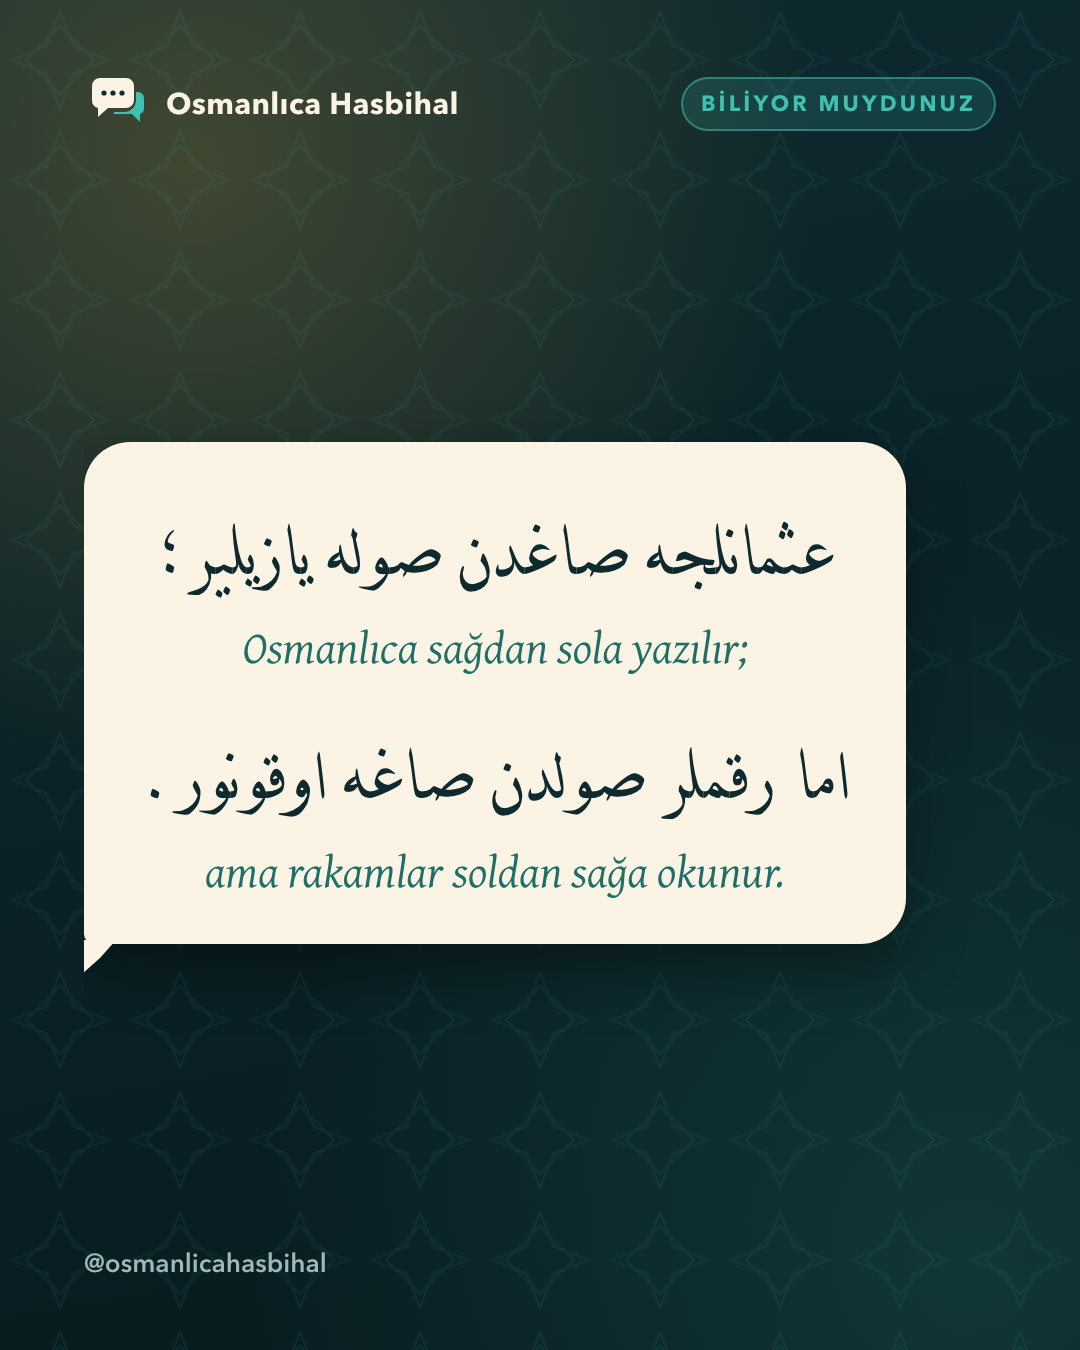 Osmanlıca Hasbihal
BİLİYOR MUYDUNUZ
عثمانلجه صاغدن صوله يازيلير؛
Osmanlıca sağdan sola yazılır;
اما رقملر صولدن صاغه اوقونور.
ama rakamlar soldan sağa okunur.
@osmanlicahasbihal